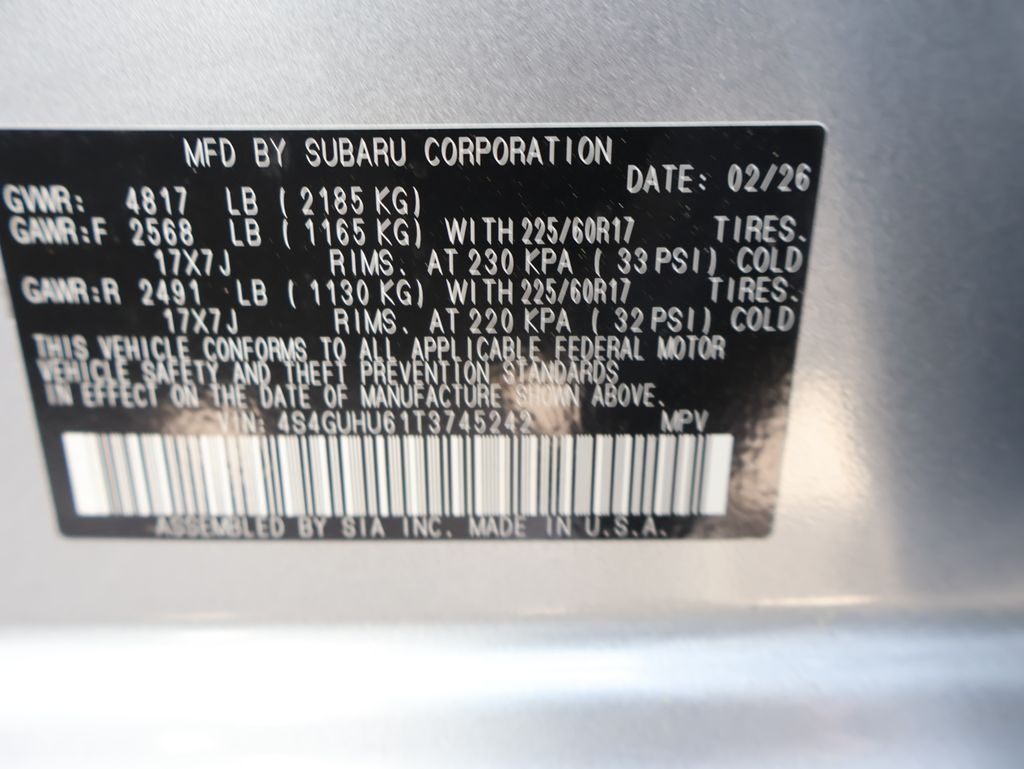 MFD BY SUBARU CORPORATION
DATE: 02/26
GVWR: 4817 LB ( 2185 KG)
GAWR:F 2568 LB ( 1165 KG) WITH 225/60R17 TIRES.
17X7J RIMS. AT 230 KPA ( 33 PSI) COLD
GAWR:R 2491 LB ( 1130 KG) WITH 225/60R17 TIRES.
17X7J RIMS. AT 220 KPA ( 32 PSI) COLD
THIS VEHICLE CONFORMS TO ALL APPLICABLE FEDERAL MOTOR
VEHICLE SAFETY AND THEFT PREVENTION STANDARDS
IN EFFECT ON THE DATE OF MANUFACTURE SHOWN ABOVE.
VIN: 4S4GUHU61T3745242 MPV
ASSEMBLED BY SIA INC. MADE IN U.S.A.